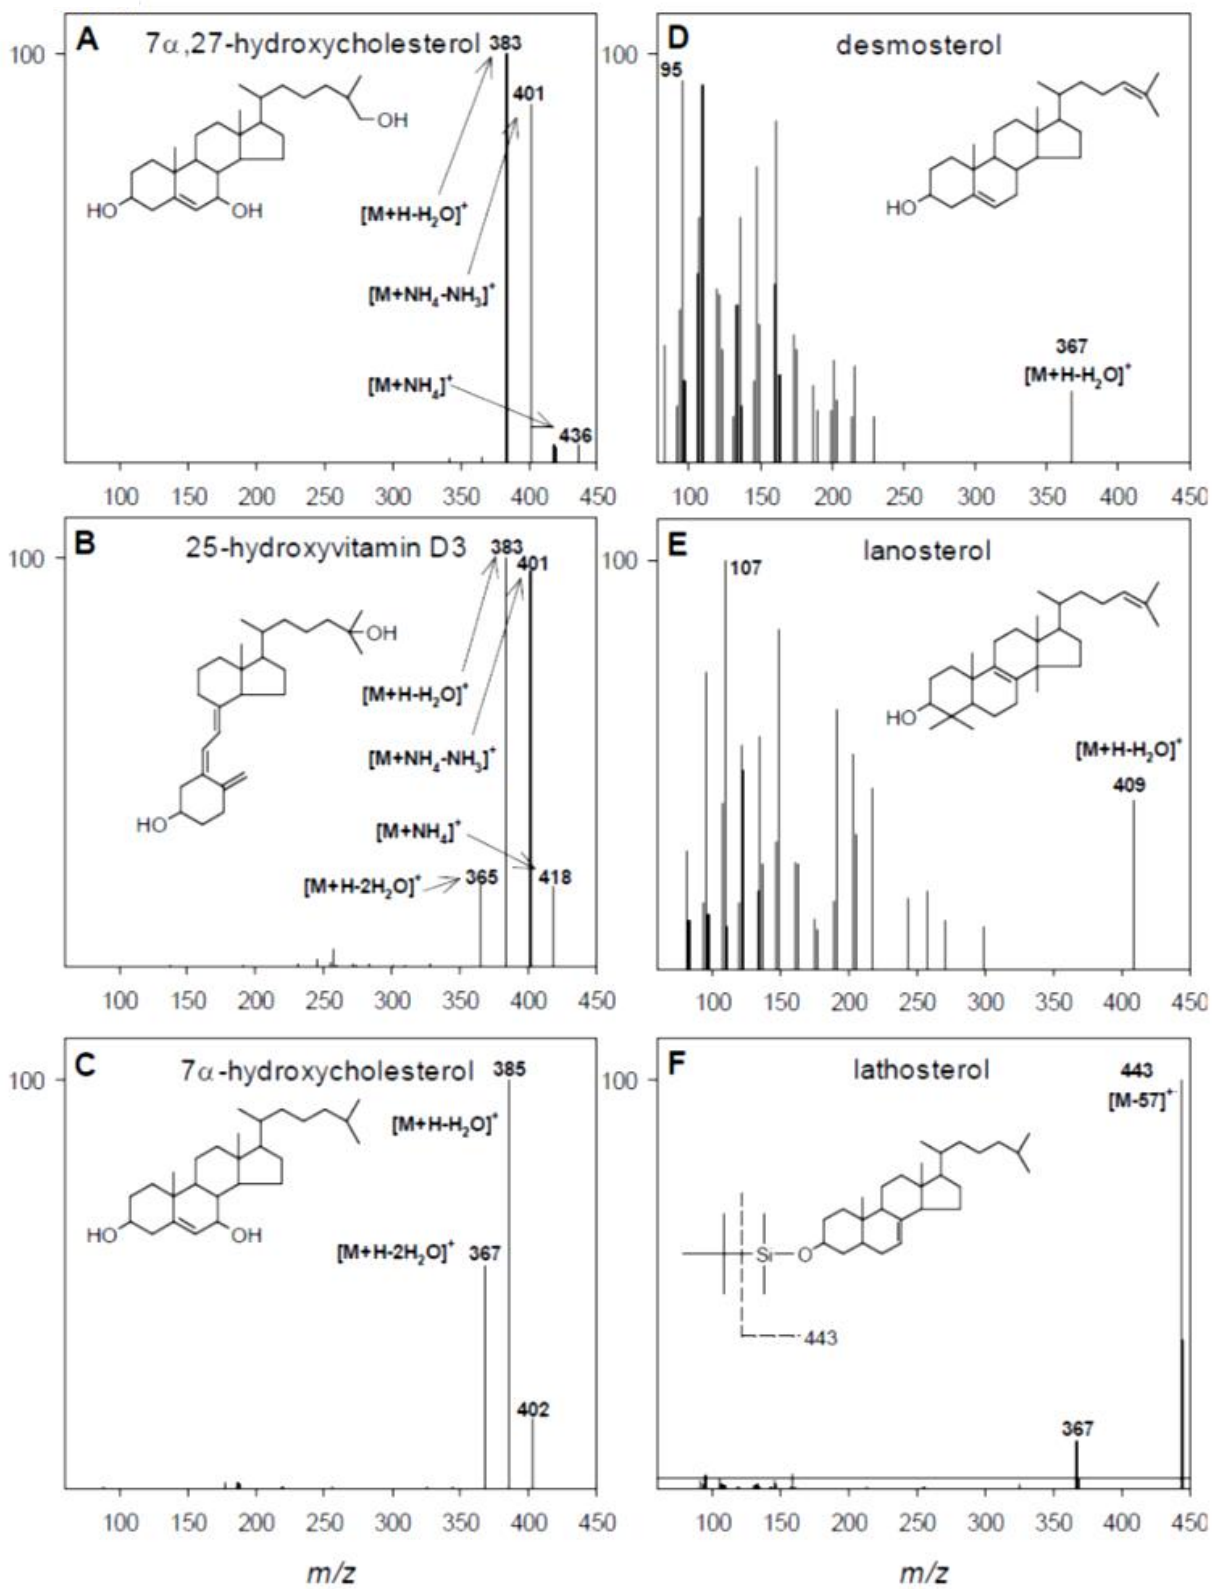 A
7α,27-hydroxycholesterol
383
100
401
OH
HO
OH
[M+H-H₂O]⁺
[M+NH₄-NH₃]⁺
[M+NH₄]⁺
436
100 150 200 250 300 350 400 450
D
desmosterol
100
95
HO
367
[M+H-H₂O]⁺
100 150 200 250 300 350 400 450
B
25-hydroxyvitamin D3
383
100
401
OH
[M+H-H₂O]⁺
[M+NH₄-NH₃]⁺
HO
[M+NH₄]⁺
[M+H-2H₂O]⁺
365
418
100 150 200 250 300 350 400 450
E
lanosterol
100
107
HO
[M+H-H₂O]⁺
409
100 150 200 250 300 350 400 450
C
7α-hydroxycholesterol
385
100
[M+H-H₂O]⁺
HO
OH
[M+H-2H₂O]⁺ 367
402
100 150 200 250 300 350 400 450
m/z
F
lathosterol
443
100
[M-57]⁺
Si
O
443
367
100 150 200 250 300 350 400 450
m/z